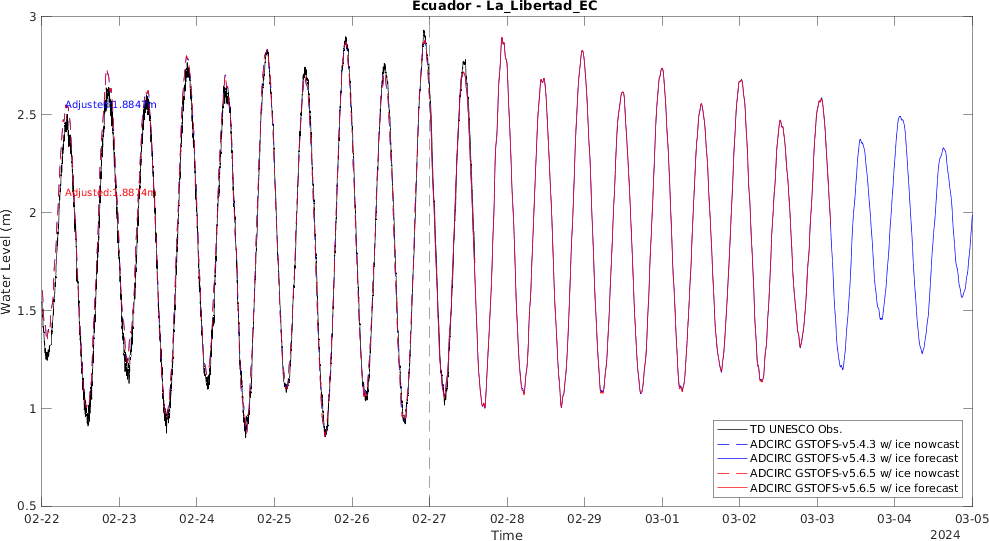 Ecuador - La_Libertad_EC
Water Level (m)
3
2.5
2
1.5
1
0.5
Adjusted:1.8847m
Adjusted:1.8874m
TD UNESCO Obs.
ADCIRC GSTOFS-v5.4.3 w/ ice nowcast
ADCIRC GSTOFS-v5.4.3 w/ ice forecast
ADCIRC GSTOFS-v5.6.5 w/ ice nowcast
ADCIRC GSTOFS-v5.6.5 w/ ice forecast
02-22 02-23 02-24 02-25 02-26 02-27 02-28 02-29 03-01 03-02 03-03 03-04 03-05
Time
2024